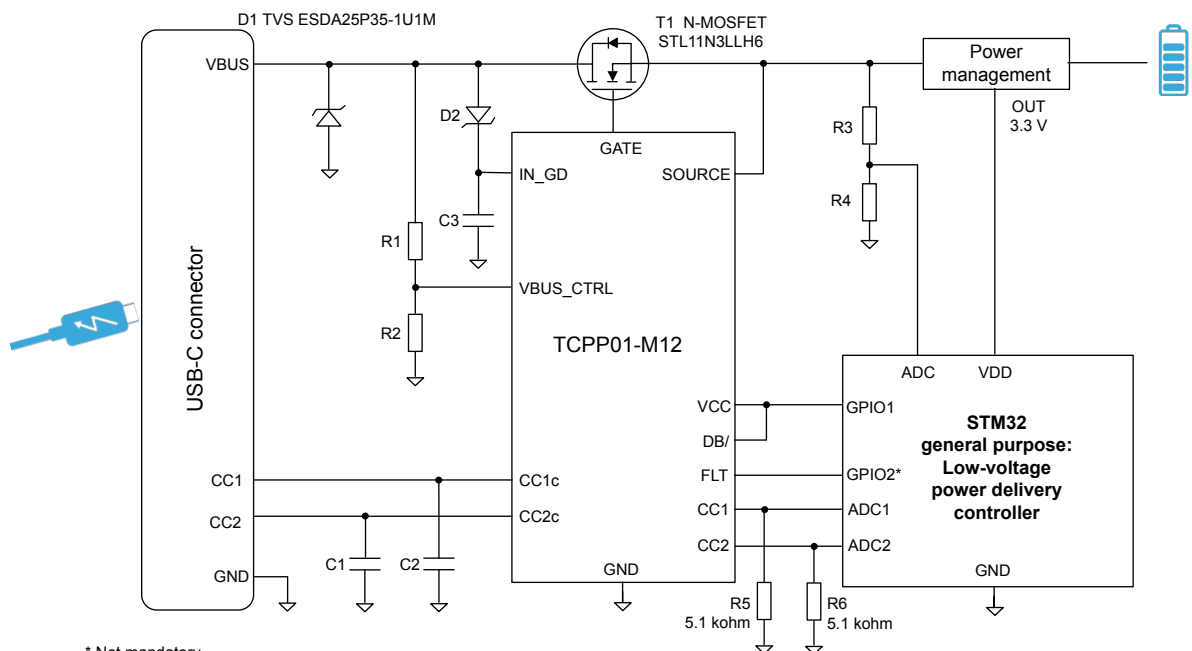 D1 TVS ESDA25P35-1U1M
T1 N-MOSFET
STL11N3LLH6
VBUS
Power
management
D2
OUT
3.3 V
GATE
R3
IN_GD
SOURCE
R4
C3
R1
USB-C connector
VBUS_CTRL
R2
TCPP01-M12
ADC
VDD
VCC
GPIO1
STM32
general purpose:
Low-voltage
power delivery
controller
DB/
FLT
GPIO2*
CC1
CC1c
CC1
ADC1
CC2
CC2c
CC2
ADC2
C1
C2
GND
GND
GND
R5
5.1 kohm
R6
5.1 kohm
* Not mandatory